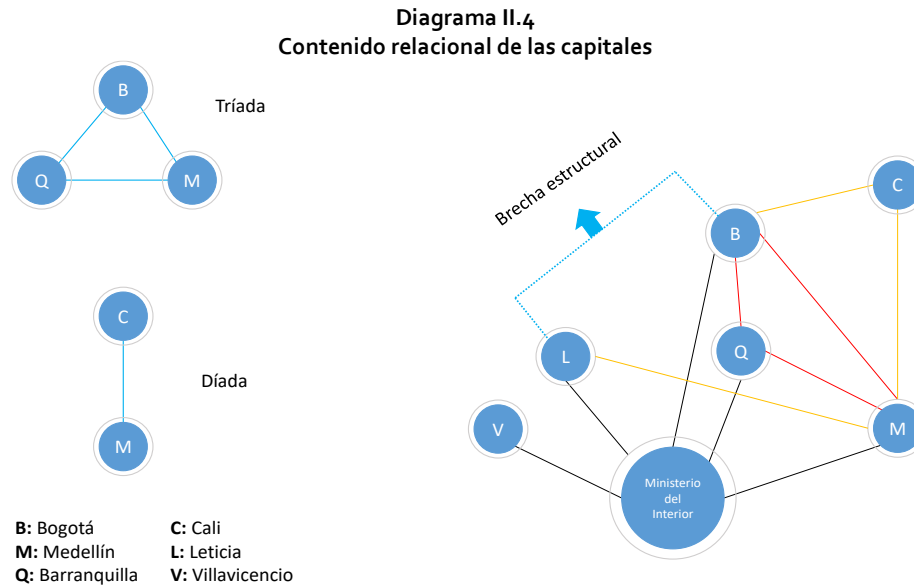 Diagrama II.4
Contenido relacional de las capitales
B
Tríada
Q
M
C
Díada
M
Brecha estructural
C
B
L
Q
V
M
Ministerio
del
Interior
B: Bogotá
C: Cali
M: Medellín
L: Leticia
Q: Barranquilla
V: Villavicencio